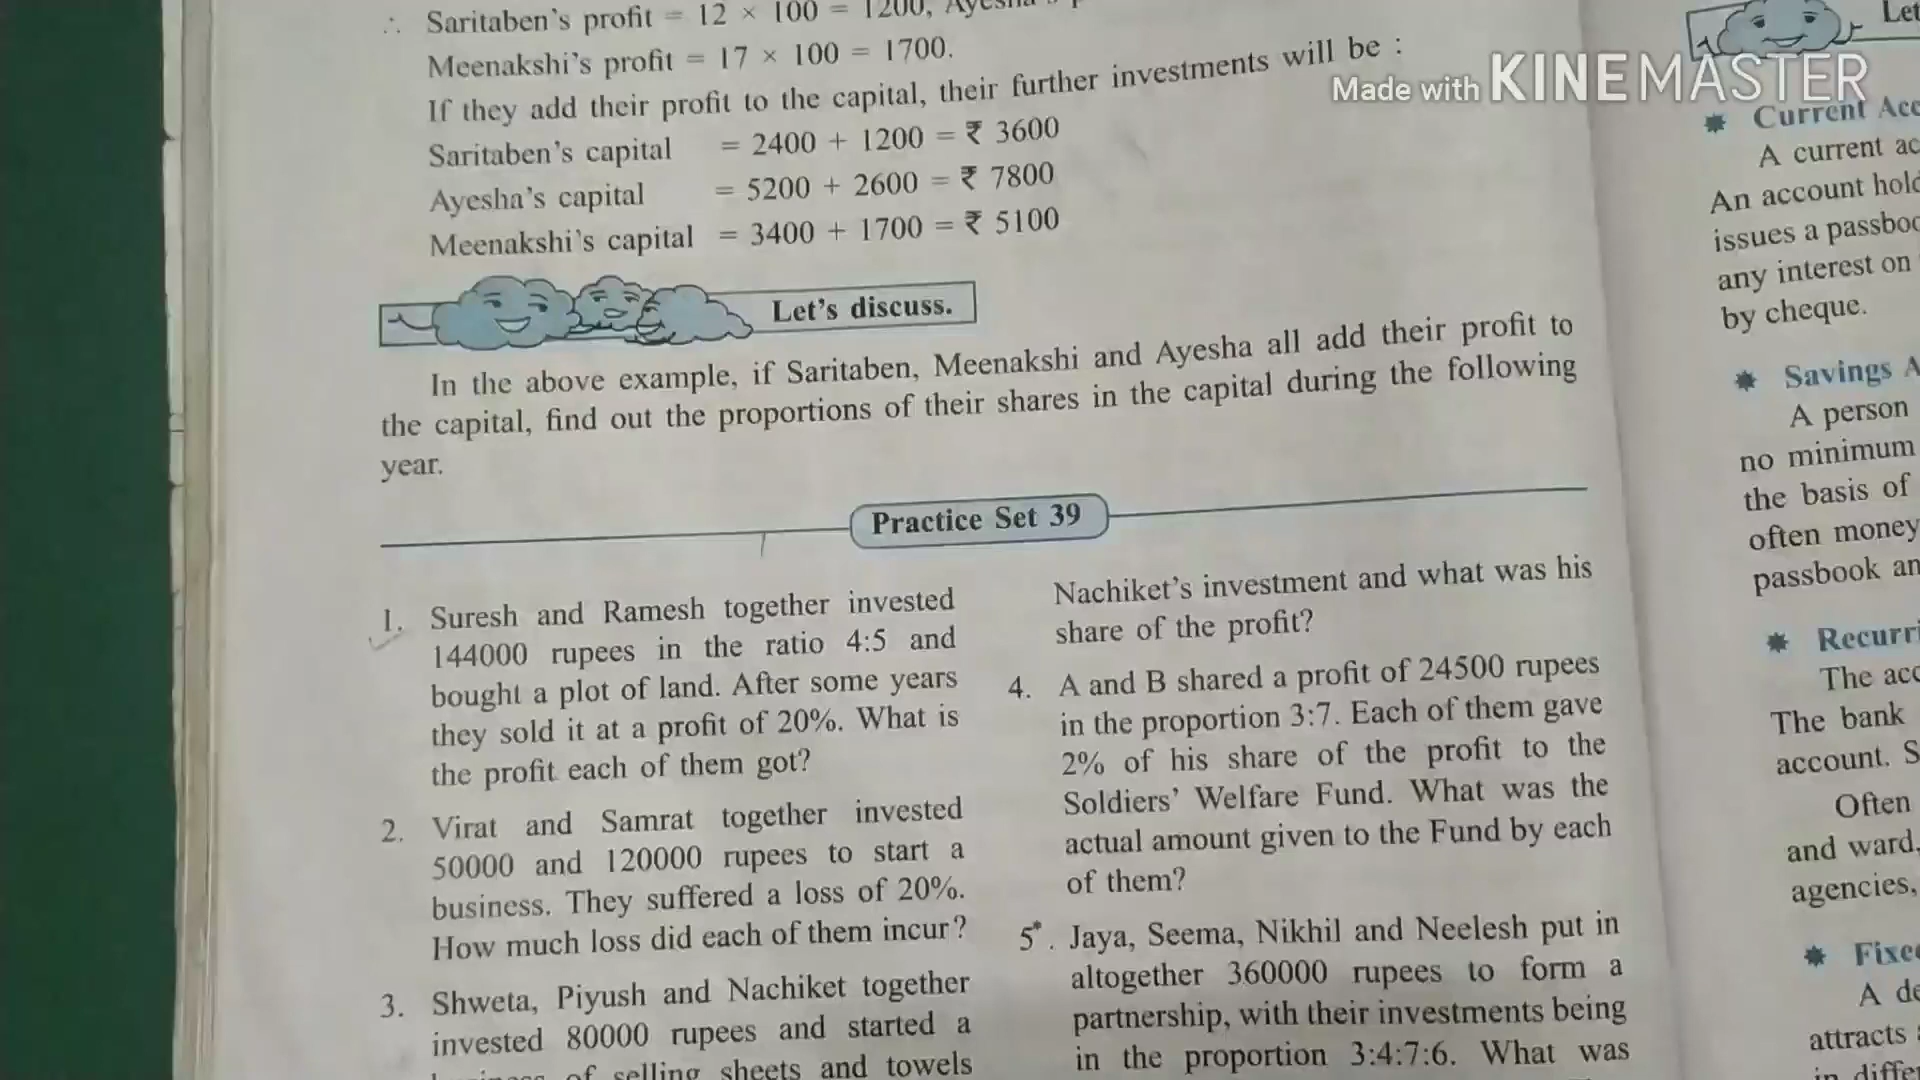 ∴ Saritaben's profit = 12 × 100 = 1200,
Meenakshi's profit = 17 × 100 = 1700.
If they add their profit to the capital, their further investments will be :
Saritaben's capital = 2400 + 1200 = ₹ 3600
Ayesha's capital = 5200 + 2600 = ₹ 7800
Meenakshi's capital = 3400 + 1700 = ₹ 5100
Let's discuss.
In the above example, if Saritaben, Meenakshi and Ayesha all add their profit to
the capital, find out the proportions of their shares in the capital during the following
year.
Practice Set 39
1. Suresh and Ramesh together invested
144000 rupees in the ratio 4:5 and
bought a plot of land. After some years
they sold it at a profit of 20%. What is
the profit each of them got?
2. Virat and Samrat together invested
50000 and 120000 rupees to start a
business. They suffered a loss of 20%.
How much loss did each of them incur?
3. Shweta, Piyush and Nachiket together
invested 80000 rupees and started a
of selling sheets and towels
Nachiket's investment and what was his
share of the profit?
4. A and B shared a profit of 24500 rupees
in the proportion 3:7. Each of them gave
2% of his share of the profit to the
Soldiers' Welfare Fund. What was the
actual amount given to the Fund by each
of them?
5*. Jaya, Seema, Nikhil and Neelesh put in
altogether 360000 rupees to form a
partnership, with their investments being
in the proportion 3:4:7:6. What was
Made with KINEMASTER
Let
Current Acc
A current ac
An account hold
issues a passboo
any interest on
by cheque.
Savings A
A person
no minimum
the basis of
often money
passbook an
Recurri
The acc
The bank
account. S
Often
and ward,
agencies,
Fixed
A de
attracts
in differ